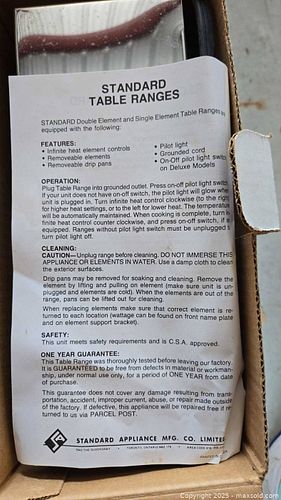 STANDARD
TABLE RANGES
STANDARD Double Element and Single Element Table Ranges are
equipped with the following:
FEATURES:
• Infinite heat element controls
• Removeable elements
• Removeable drip pans
• Pilot light
• Grounded cord
• On-Off pilot light switch
on Deluxe Models
OPERATION:
Plug Table Range into grounded outlet. Press on-off pilot light switch
if your unit does not have on-off switch, the pilot light will glow when
unit is plugged in. Turn infinite heat control clockwise (to the right
for higher heat settings, or to the left for lower heat. The temperature
will be automatically maintained. When cooking is complete, turn in-
finite heat control counter clockwise, and press on-off switch, if so
equipped. Ranges without pilot light switch must be unplugged to
turn pilot light off.
CLEANING:
CAUTION—Unplug range before cleaning. DO NOT IMMERSE THIS
APPLIANCE OR ELEMENTS IN WATER. Use a damp cloth to clean
the exterior surfaces.
Drip pans may be removed for soaking and cleaning. Remove the
element by lifting and pulling on element (make sure unit is un-
plugged and elements are cold). When the elements are out of the
range, pans can be lifted out for cleaning.
When replacing elements make sure that correct element is re-
turned to each location (wattage can be found on front name plate
and on element support bracket).
SAFETY:
This unit meets safety requirements and is C.S.A. approved.
ONE YEAR GUARANTEE:
This Table Range was thoroughly tested before leaving our factory.
It is GUARANTEED to be free from defects in material or workman-
ship, under normal use only, for a period of ONE YEAR from date
of purchase.
This guarantee does not cover any damage resulting from trans-
portation, accident, improper current, abuse, or repair made outside
of the factory. If defective, this appliance will be repaired free if re-
turned to us via PARCEL POST.
STANDARD APPLIANCE MFG. CO. LIMITED
TORONTO, ONTARIO
AREA CODE 416
PRINTED IN
Copyright 2025 - maxsold.com